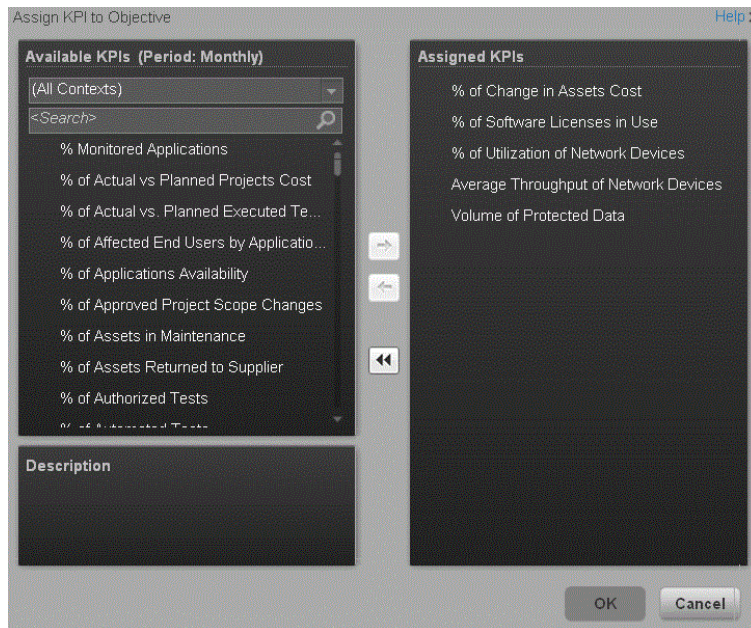 Assign KPI to Objective
Help
Available KPIs (Period: Monthly)
(All Contexts)
<Search>
% Monitored Applications
% of Actual vs Planned Projects Cost
% of Actual vs. Planned Executed Te...
% of Affected End Users by Applicatio...
% of Applications Availability
% of Approved Project Scope Changes
% of Assets in Maintenance
% of Assets Returned to Supplier
% of Authorized Tests
% of Automated Tests
Description
Assigned KPIs
% of Change in Assets Cost
% of Software Licenses in Use
% of Utilization of Network Devices
Average Throughput of Network Devices
Volume of Protected Data
OK
Cancel